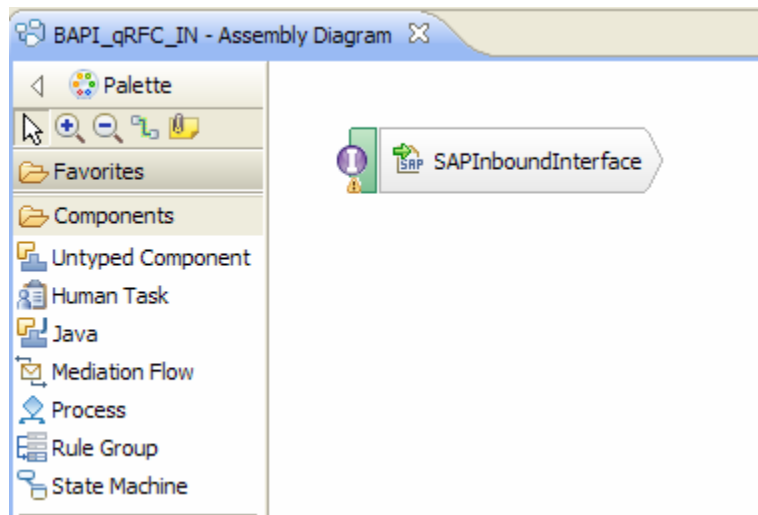 BAPI_qRFC_IN - Assembly Diagram
Palette
Favorites
Components
Untyped Component
Human Task
Java
Mediation Flow
Process
Rule Group
State Machine
I
SAP
SAPInboundInterface